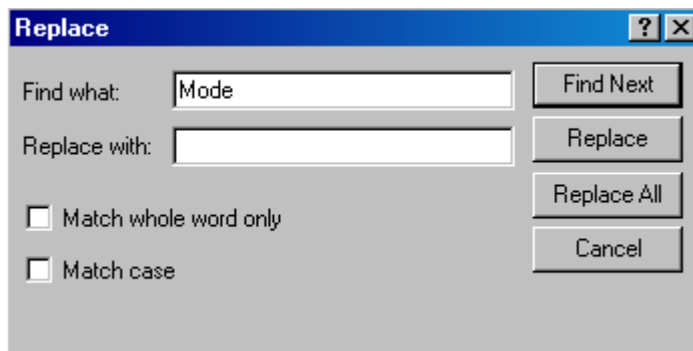 Replace
Find what: Mode
Find Next
Replace with:
Replace
Match whole word only
Replace All
Match case
Cancel